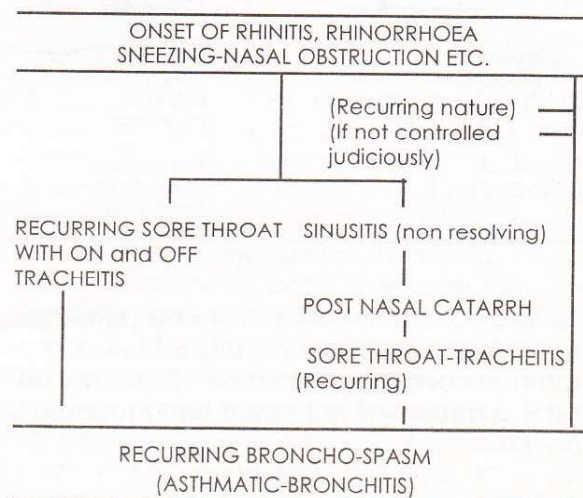 ONSET OF RHINITIS, RHINORRHOEA
SNEEZING-NASAL OBSTRUCTION ETC.
(Recurring nature)
(If not controlled
judiciously)
RECURRING SORE THROAT
WITH ON and OFF
TRACHEITIS
SINUSITIS (non resolving)
POST NASAL CATARRH
SORE THROAT-TRACHEITIS
(Recurring)
RECURRING BRONCHO-SPASM
(ASTHMATIC-BRONCHITIS)